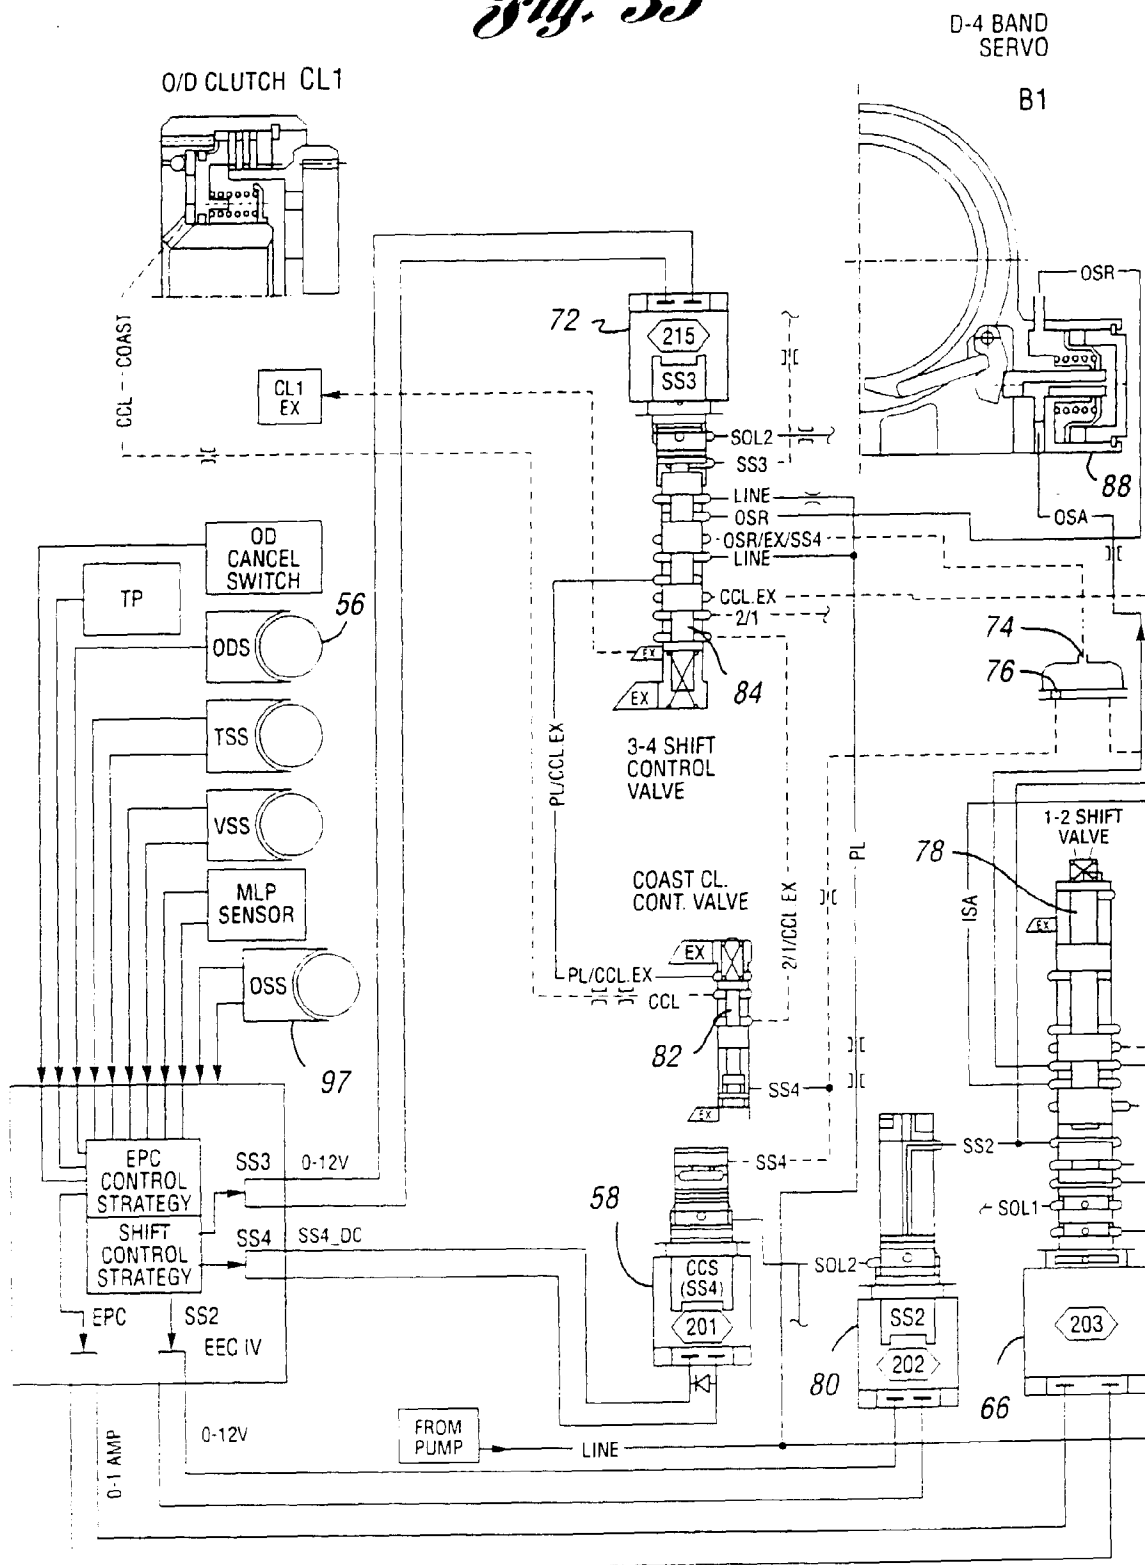 Fig. 35
D-4 BAND
SERVO
B1
O/D CLUTCH CL1
OSR
72
215
SS3
CCL - COAST
CL1
EX
SOL2
SS3
88
LINE
OSR
OSA
OSR/EX/SS4
LINE
OD
CANCEL
SWITCH
TP
56
ODS
CCL.EX
2/1
74
76
EX
84
EX
TSS
3-4 SHIFT
CONTROL
VALVE
PL/CCL.EX
VSS
1-2 SHIFT
VALVE
78
PL
MLP
SENSOR
COAST CL.
CONT. VALVE
ISA
EX
2/1/CCL EX
EX
OSS
PL/CCL.EX
CCL
82
97
SS4
EX
EPC
CONTROL
STRATEGY
SS3
0-12V
SS4
SS2
SHIFT
CONTROL
STRATEGY
SS4
SS4_DC
58
SOL1
CCS
(SS4)
SOL2
EPC
SS2
EEC IV
201
SS2
202
80
203
66
0-1 AMP
0-12V
FROM
PUMP
LINE